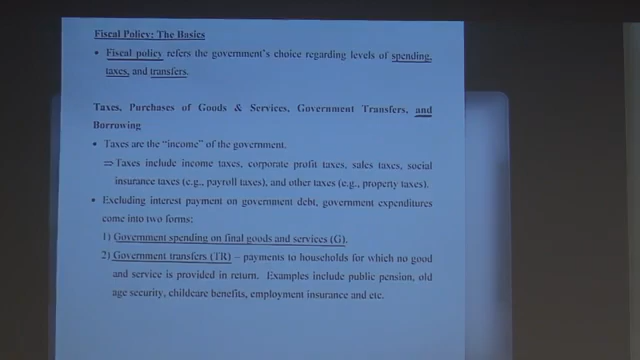 Fiscal Policy: The Basics
• Fiscal policy refers the government's choice regarding levels of spending,
taxes, and transfers.
Taxes, Purchases of Goods & Services, Government Transfers, and
Borrowing
• Taxes are the "income" of the government.
⇒ Taxes include income taxes, corporate profit taxes, sales taxes, social
insurance taxes (e.g., payroll taxes), and other taxes (e.g., property taxes).
• Excluding interest payment on government debt, government expenditures
come into two forms:
1) Government spending on final goods and services (G).
2) Government transfers (TR) – payments to households for which no good
and service is provided in return. Examples include public pension, old
age security, childcare benefits, employment insurance and etc.